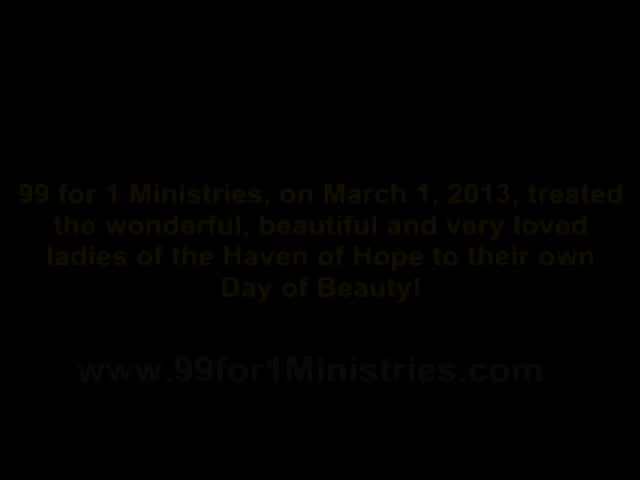 99 for 1 Ministries, on March 1, 2013, treated
the wonderful, beautiful and very loved
ladies of the Haven of Hope to their own
Day of Beauty!
www.99for1Ministries.com